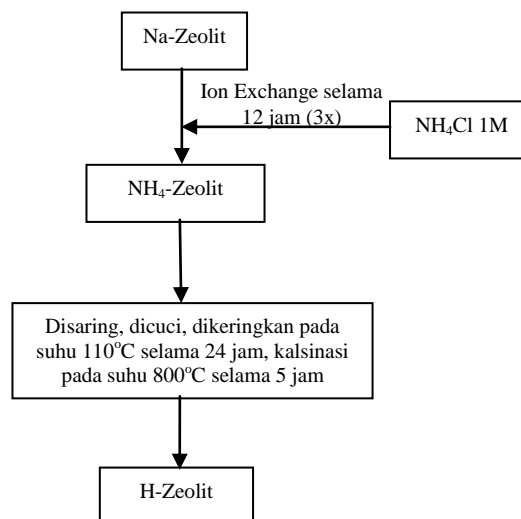 Na-Zeolit
Ion Exchange selama
12 jam (3x)
NH₄Cl 1M
NH₄-Zeolit
Disaring, dicuci, dikeringkan pada
suhu 110°C selama 24 jam, kalsinasi
pada suhu 800°C selama 5 jam
H-Zeolit